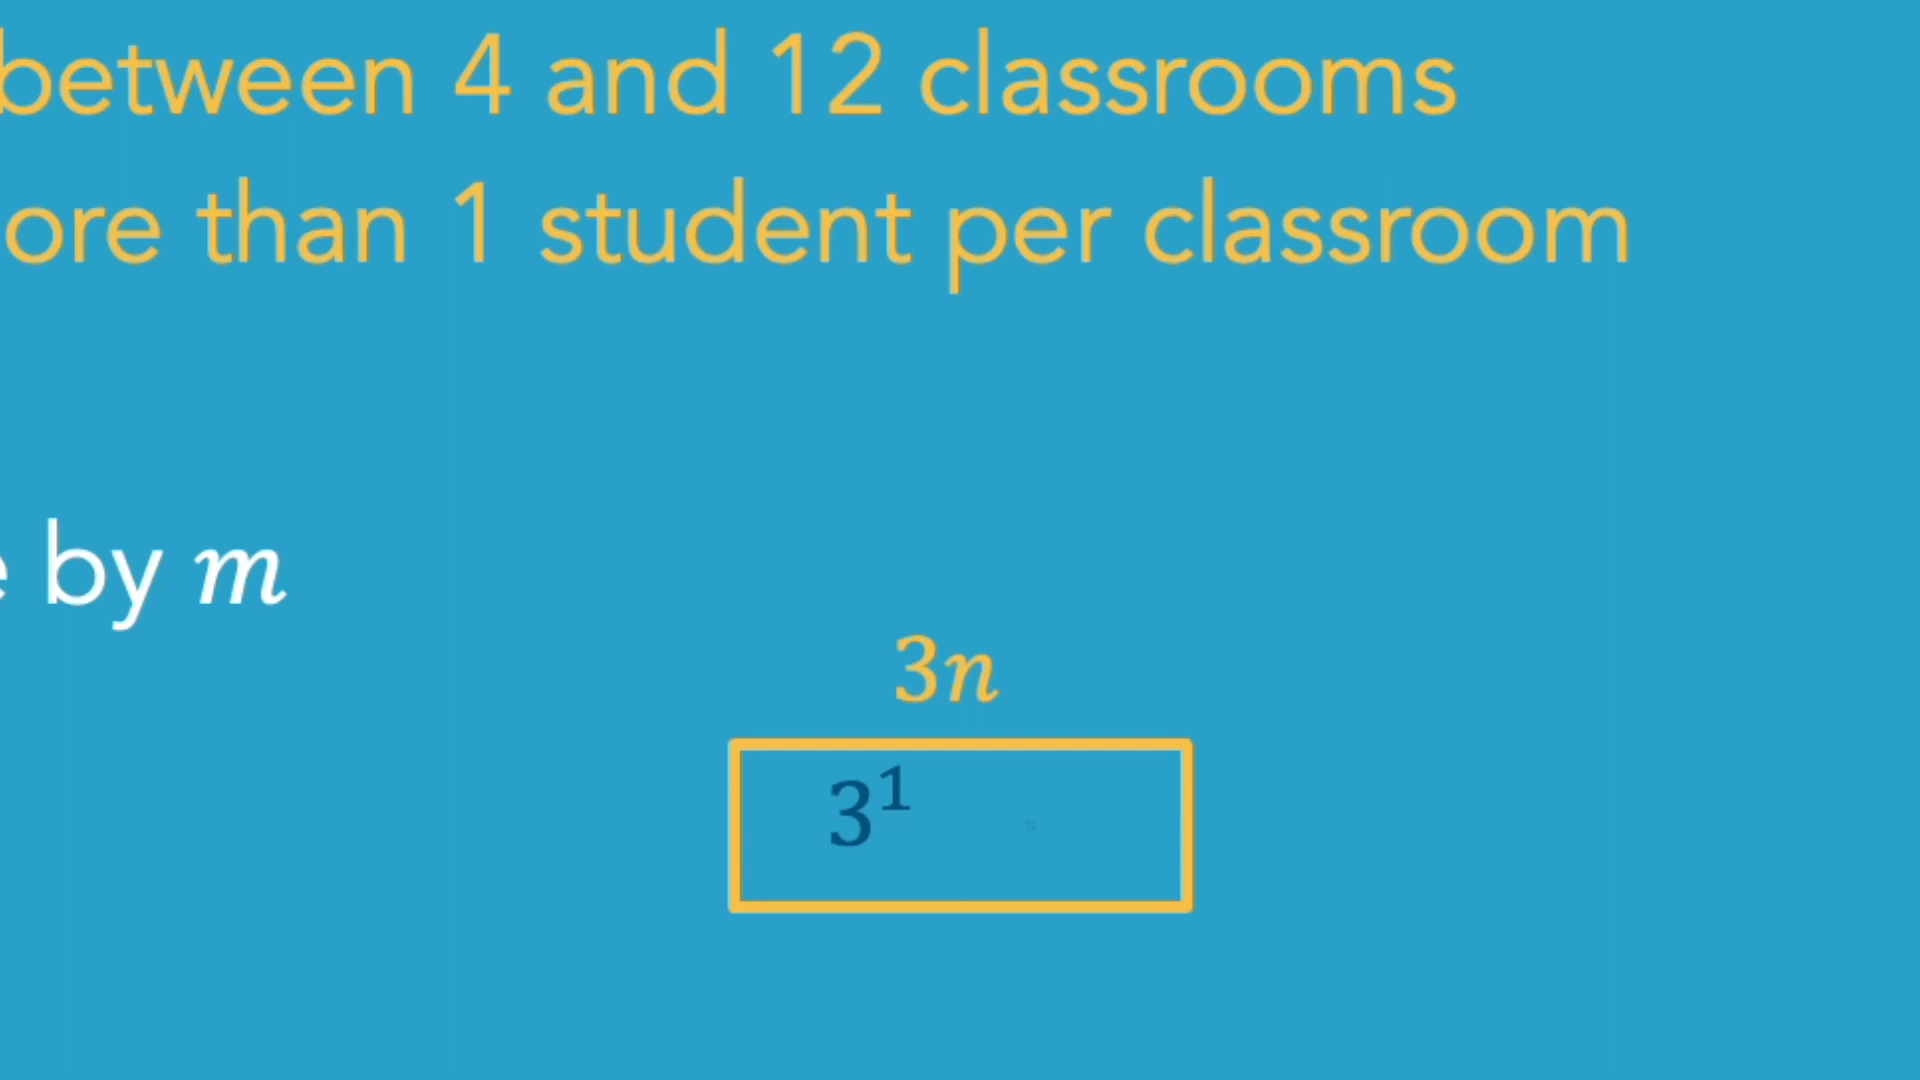 between 4 and 12 classrooms
ore than 1 student per classroom
by m
3n
3¹